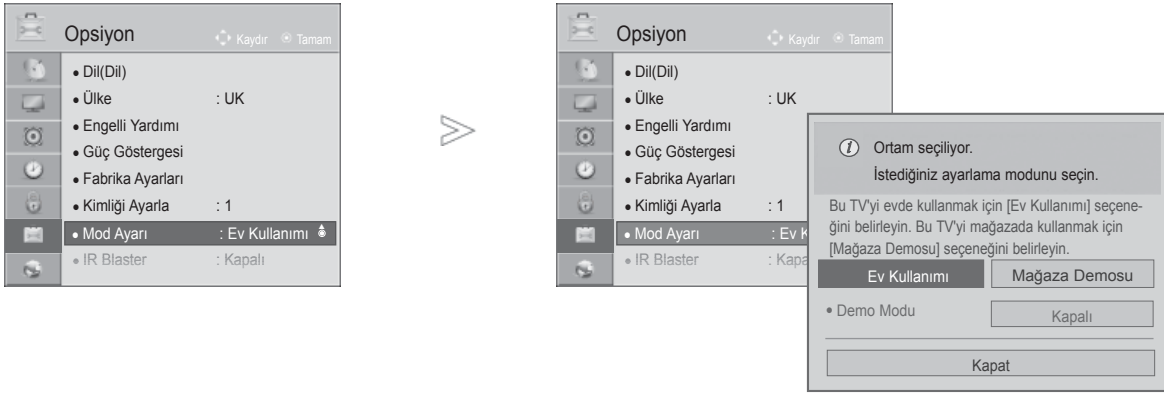 Opsiyon
Kaydır Tamam
• Dil(Dil)
• Ülke : UK
• Engelli Yardımı
• Güç Göstergesi
• Fabrika Ayarları
• Kimliği Ayarla : 1
• Mod Ayarı : Ev Kullanımı
• IR Blaster : Kapalı
Opsiyon
Kaydır Tamam
• Dil(Dil)
• Ülke : UK
• Engelli Yardımı
• Güç Göstergesi
• Fabrika Ayarları
• Kimliği Ayarla : 1
• Mod Ayarı : Ev K
• IR Blaster : Kapa
Ortam seçiliyor.
İstediğiniz ayarlama modunu seçin.
Bu TV'yi evde kullanmak için [Ev Kullanımı] seçene-
ğini belirleyin. Bu TV'yi mağazada kullanmak için
[Mağaza Demosu] seçeneğini belirleyin.
Ev Kullanımı Mağaza Demosu
• Demo Modu Kapalı
Kapat